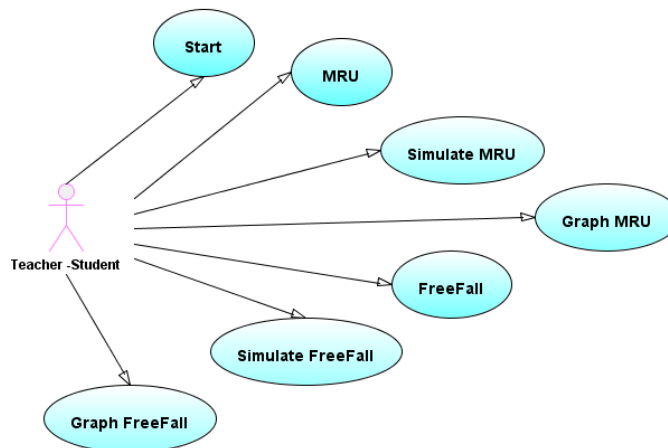 Start
MRU
Simulate MRU
Graph MRU
Teacher -Student
FreeFall
Simulate FreeFall
Graph FreeFall